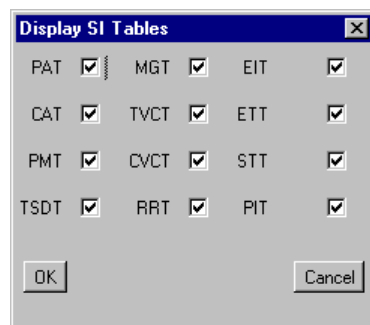 Display SI Tables
PAT MGT EIT
CAT TVCT ETT
PMT CVCT STT
TSDT RRT PIT
OK Cancel